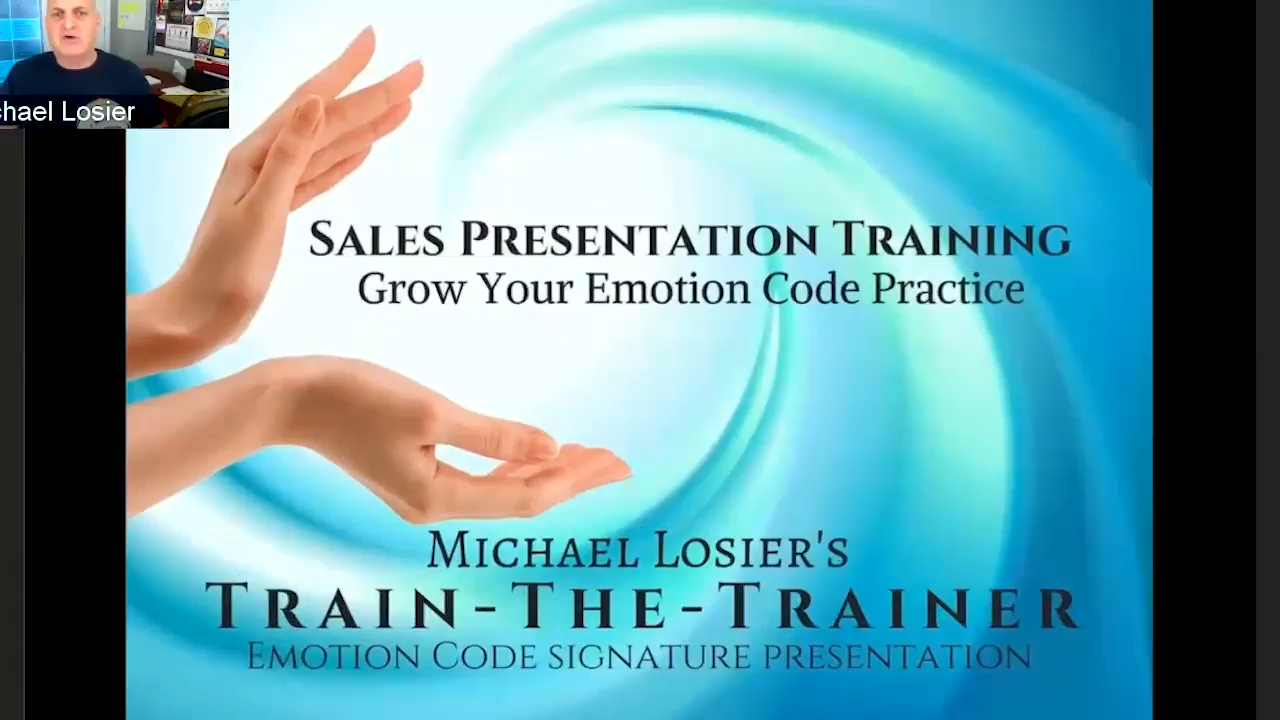 chael Losier
SALES PRESENTATION TRAINING
Grow Your Emotion Code Practice
MICHAEL LOSIER'S
TRAIN-THE-TRAINER
EMOTION CODE SIGNATURE PRESENTATION